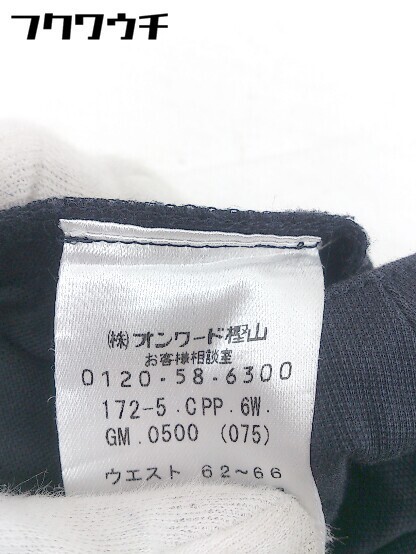 フクワウチ
(株)オンワード樫山
お客様相談室
0120-58-6300
172-5.CPP.6W.
GM.0500 (075)
ウエスト 62～66